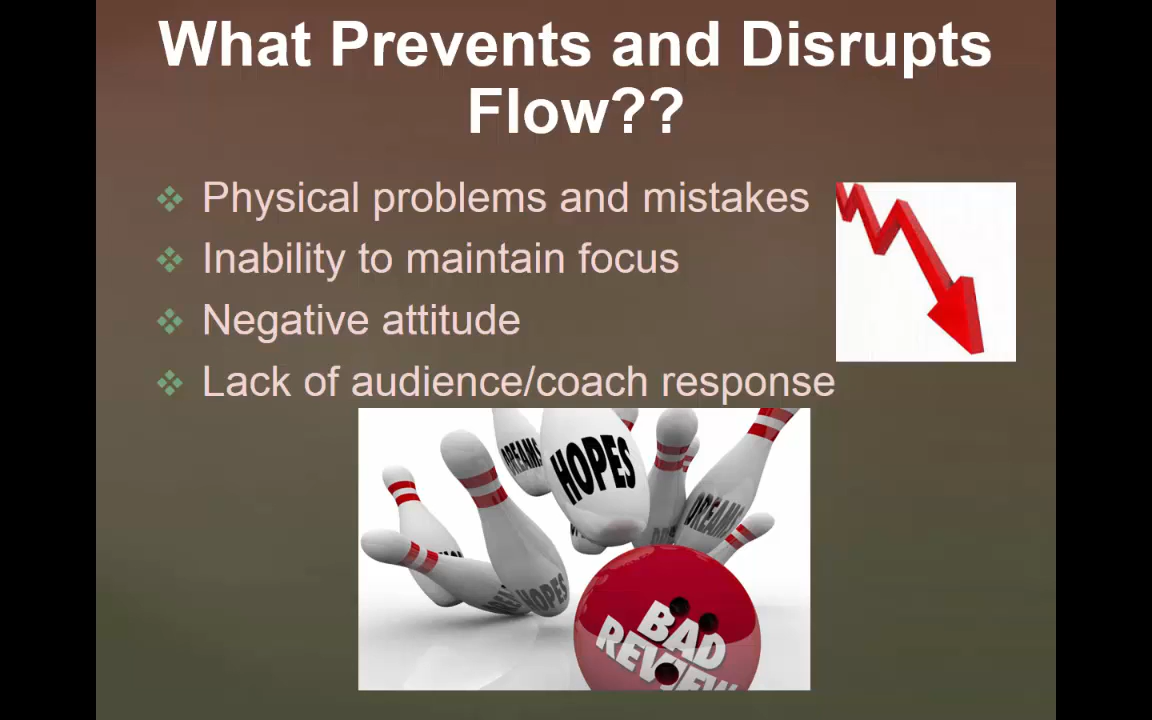 What Prevents and Disrupts
Flow??
Physical problems and mistakes
Inability to maintain focus
Negative attitude
Lack of audience/coach response
DREAMS
HOPES
DREAMS
HOPES
BAD
REVIEW